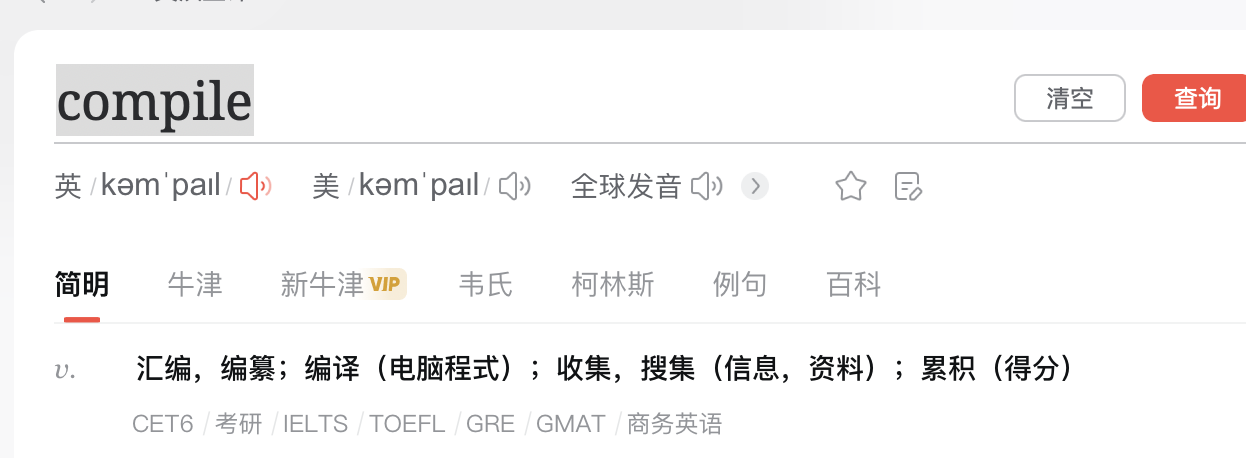 compile
清空
查询
英 /kəmˈpaɪl/ 美 /kəmˈpaɪl/ 全球发音
简明 牛津 新牛津 VIP 韦氏 柯林斯 例句 百科
v. 汇编，编纂；编译（电脑程式）；收集，搜集（信息，资料）；累积（得分）
CET6 / 考研 / IELTS / TOEFL / GRE / GMAT / 商务英语